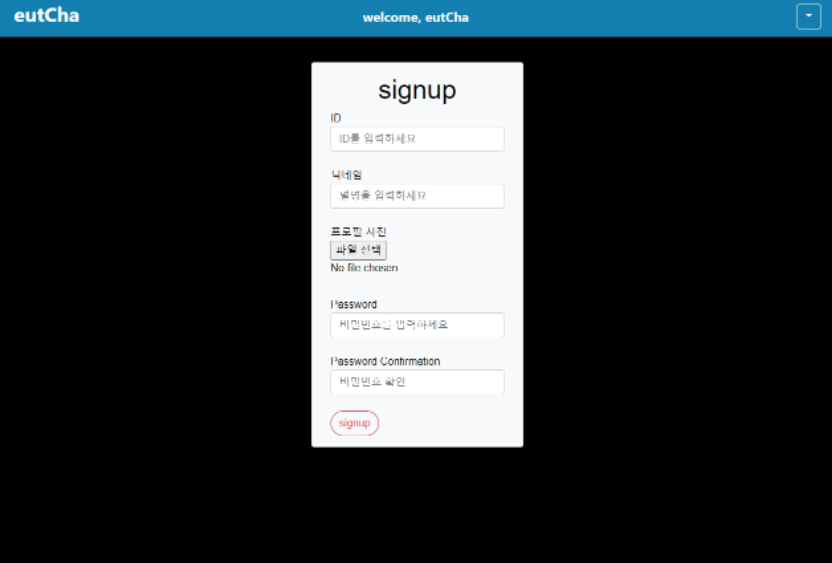 eutCha
welcome, eutCha
signup
ID
ID를 입력하세요
닉네임
별명을 입력하세요
프로필 사진
파일 선택
No file chosen
Password
비밀번호를 입력하세요
Password Confirmation
비밀번호 확인
signup